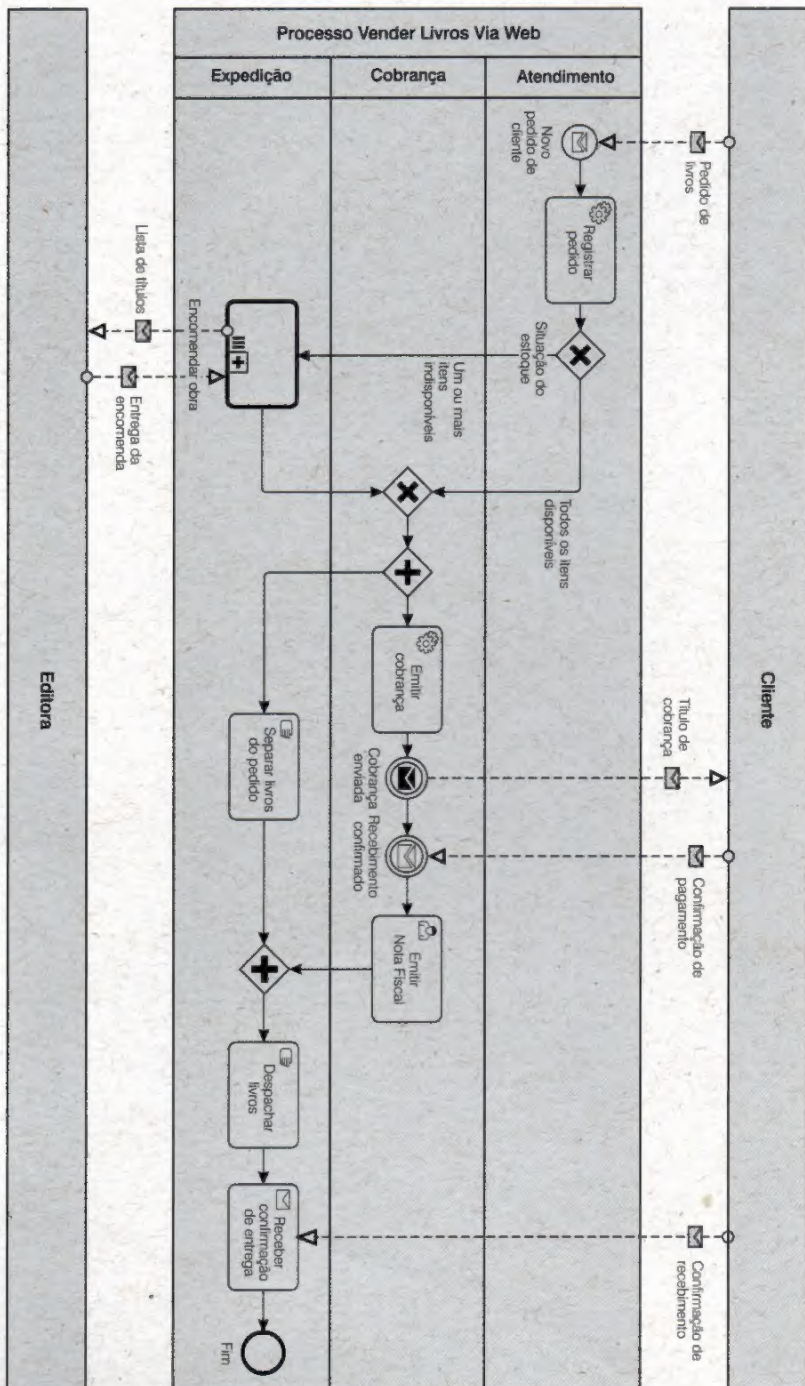 Cliente
Pedido de
livros
Título de
cobrança
Confirmação de
pagamento
Confirmação de
recebimento
Processo Vender Livros Via Web
Atendimento
Novo
pedido de
cliente
Registrar
pedido
Situação do
estoque
Todos os itens
disponíveis
Um ou mais
itens
indisponíveis
Cobrança
Emitir
cobrança
Cobrança
enviada
Recebimento
confirmado
Emitir
Nota Fiscal
Expedição
Encomendar obra
Separar livros
do pedido
Despachar
livros
Receber
confirmação
de entrega
Fim
Lista de títulos
Entrega da
encomenda
Editora